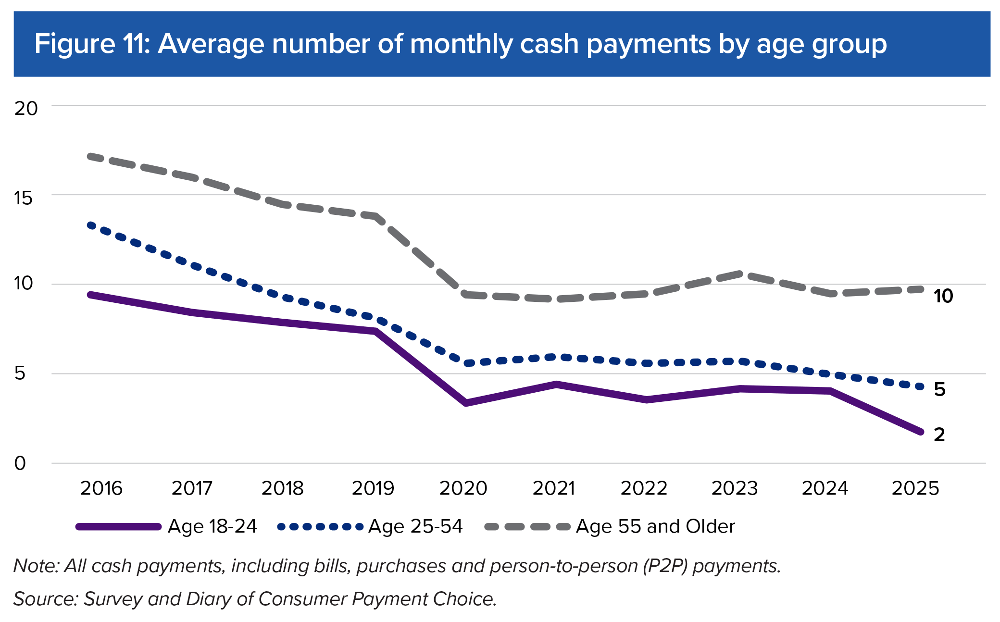 Figure 11: Average number of monthly cash payments by age group
20
15
10
5
0
10
5
2
2016 2017 2018 2019 2020 2021 2022 2023 2024 2025
Age 18-24 Age 25-54 Age 55 and Older
Note: All cash payments, including bills, purchases and person-to-person (P2P) payments.
Source: Survey and Diary of Consumer Payment Choice.